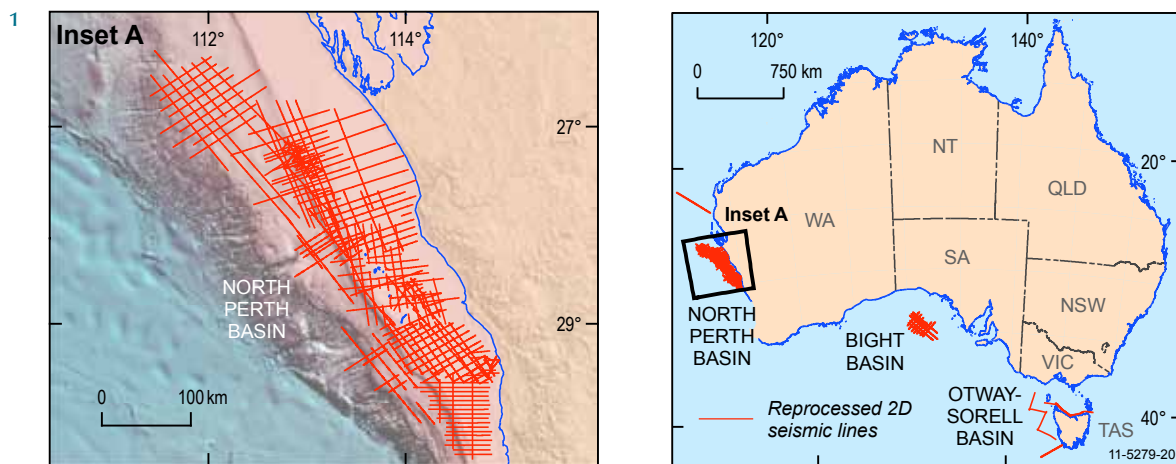 1
Inset A
112°
114°
27°
29°
NORTH
PERTH
BASIN
0
100 km
120°
140°
0
750 km
20°
40°
NT
QLD
WA
SA
NSW
VIC
TAS
Inset A
NORTH
PERTH
BASIN
BIGHT
BASIN
OTWAY-
SORELL
BASIN
Reprocessed 2D
seismic lines
11-5279-20